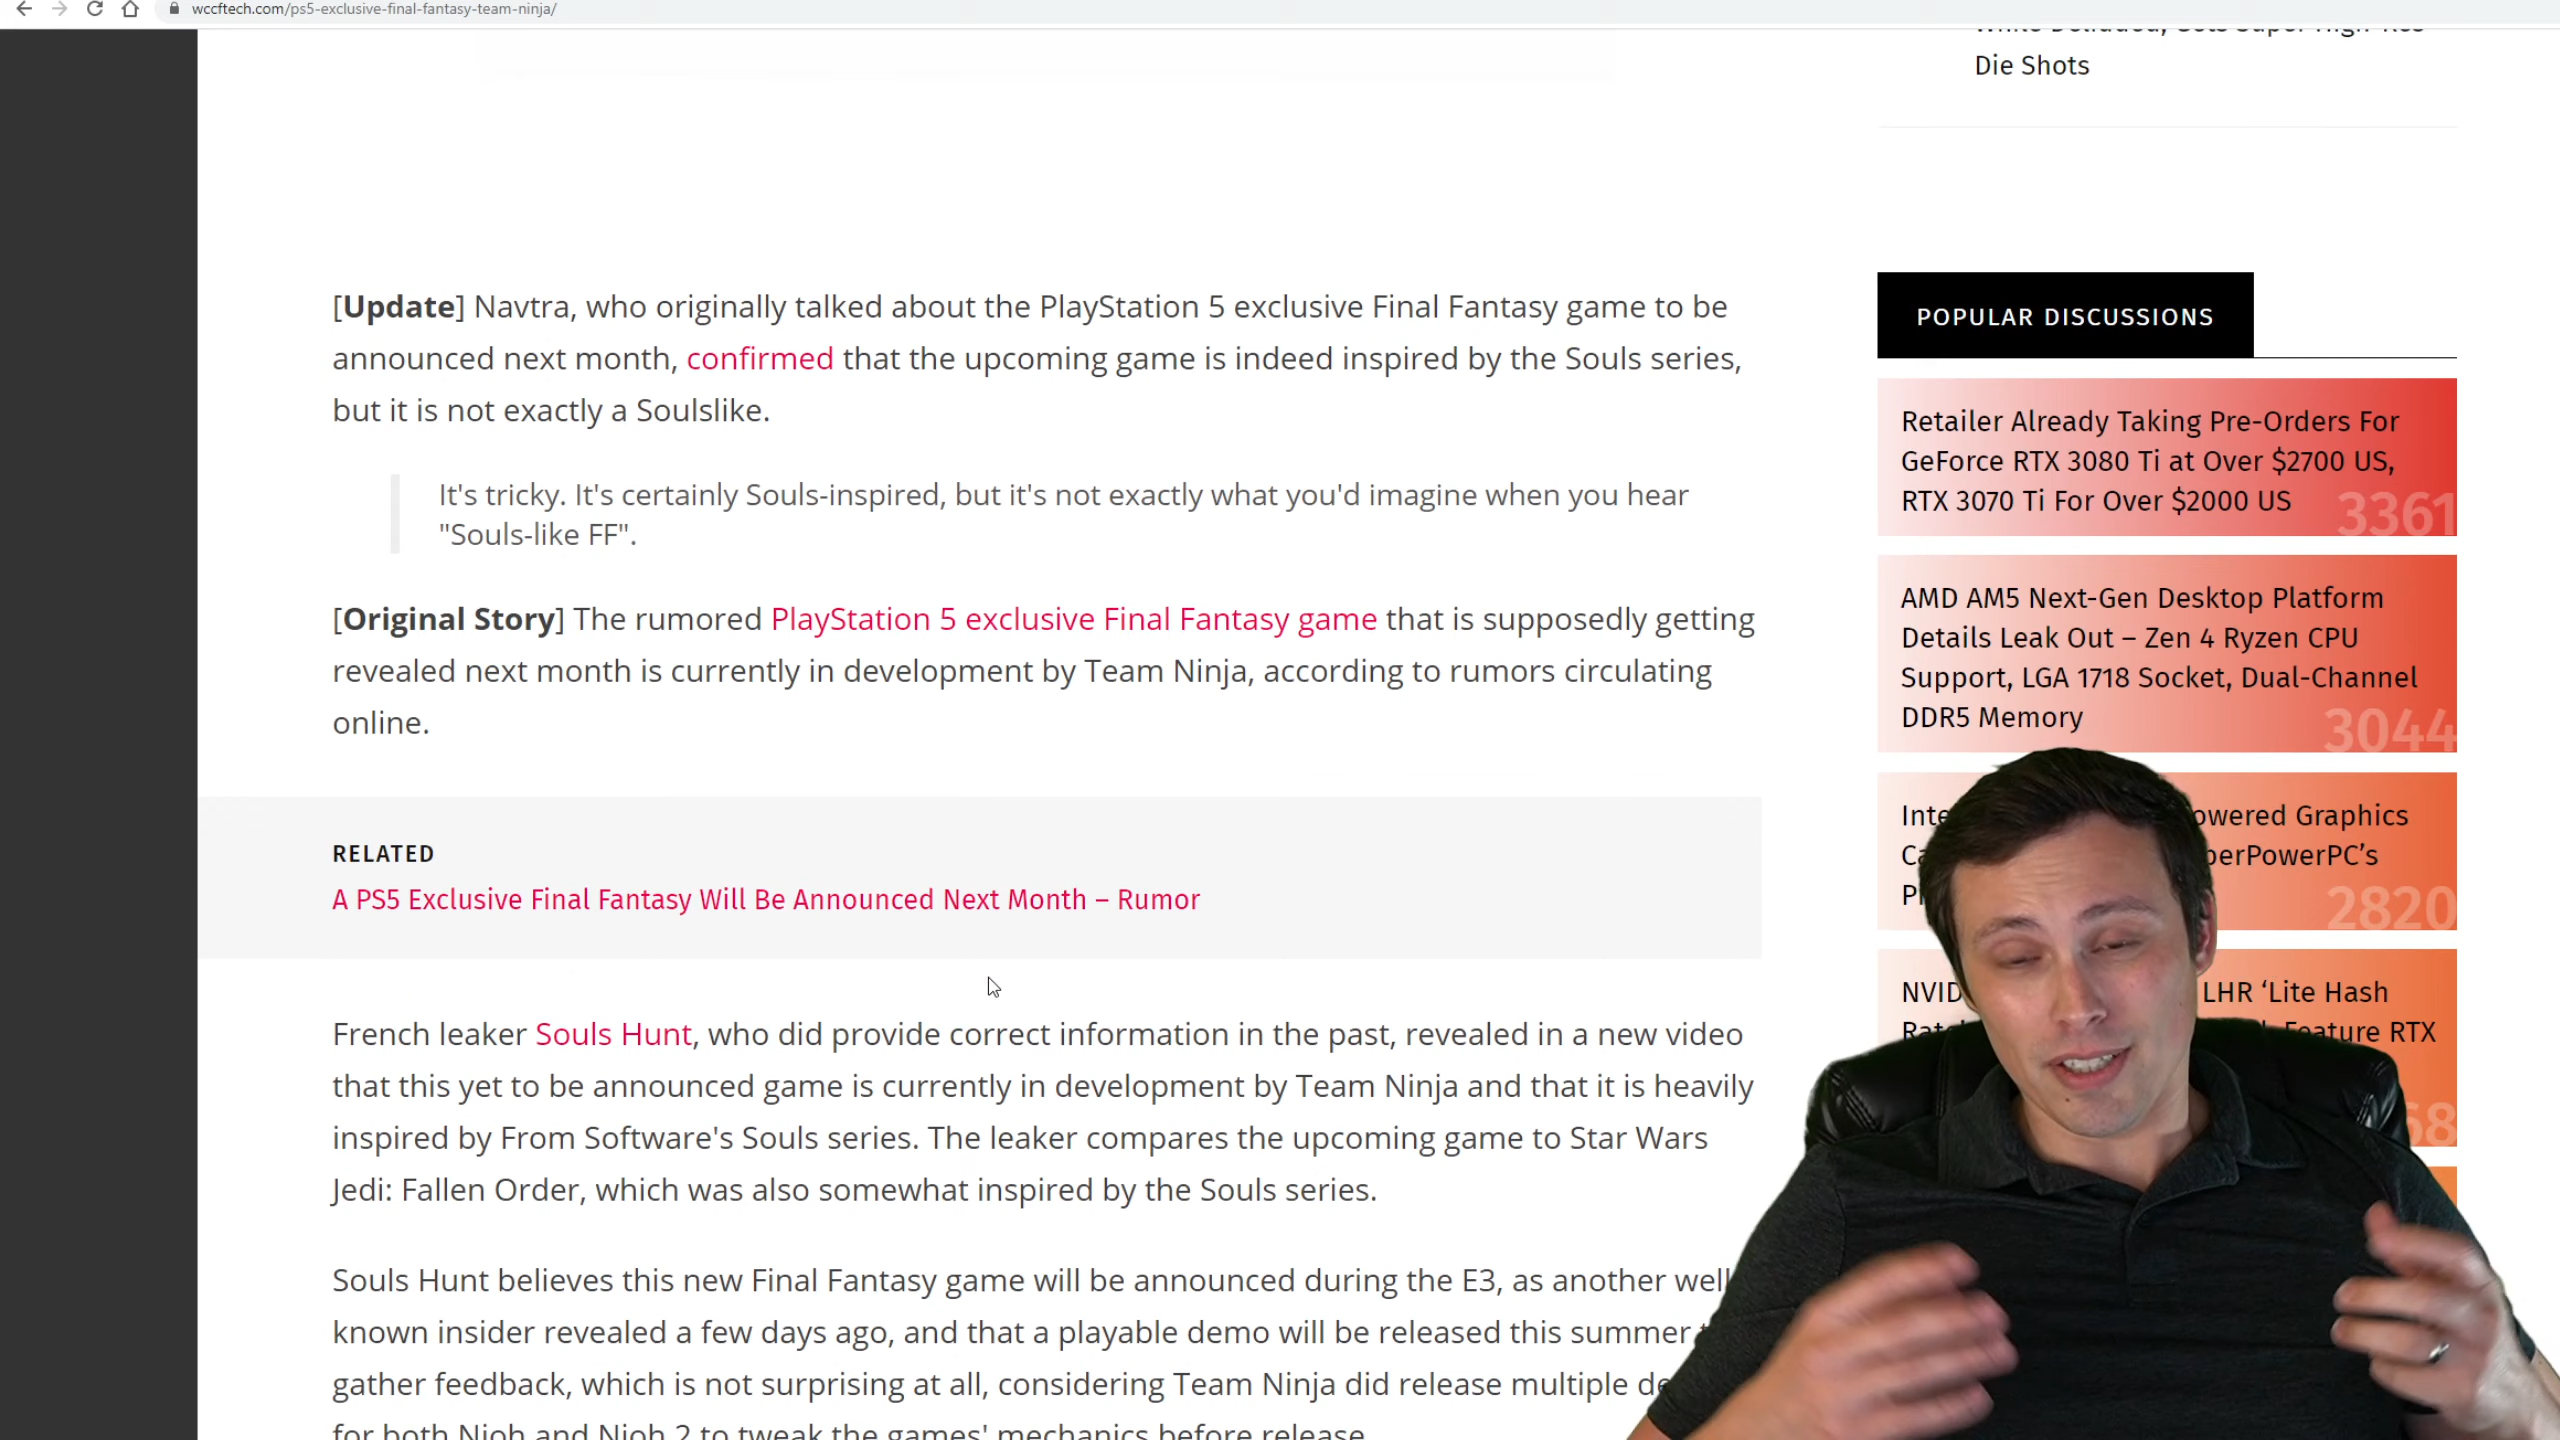 wccftech.com/ps5-exclusive-final-fantasy-team-ninja/
Die Shots
[Update] Navtra, who originally talked about the PlayStation 5 exclusive Final Fantasy game to be
announced next month, confirmed that the upcoming game is indeed inspired by the Souls series,
but it is not exactly a Soulslike.
It's tricky. It's certainly Souls-inspired, but it's not exactly what you'd imagine when you hear
"Souls-like FF".
[Original Story] The rumored PlayStation 5 exclusive Final Fantasy game that is supposedly getting
revealed next month is currently in development by Team Ninja, according to rumors circulating
online.
RELATED
A PS5 Exclusive Final Fantasy Will Be Announced Next Month – Rumor
French leaker Souls Hunt, who did provide correct information in the past, revealed in a new video
that this yet to be announced game is currently in development by Team Ninja and that it is heavily
inspired by From Software's Souls series. The leaker compares the upcoming game to Star Wars
Jedi: Fallen Order, which was also somewhat inspired by the Souls series.
Souls Hunt believes this new Final Fantasy game will be announced during the E3, as another well
known insider revealed a few days ago, and that a playable demo will be released this summer
gather feedback, which is not surprising at all, considering Team Ninja did release multiple
for both Nioh and Nioh 2 to tweak the games' mechanics before release.
POPULAR DISCUSSIONS
Retailer Already Taking Pre-Orders For
GeForce RTX 3080 Ti at Over $2700 US,
RTX 3070 Ti For Over $2000 US
3361
AMD AM5 Next-Gen Desktop Platform
Details Leak Out – Zen 4 Ryzen CPU
Support, LGA 1718 Socket, Dual-Channel
DDR5 Memory
3044
Graphics
2820
LHR ‘Lite Hash
Feature RTX
68